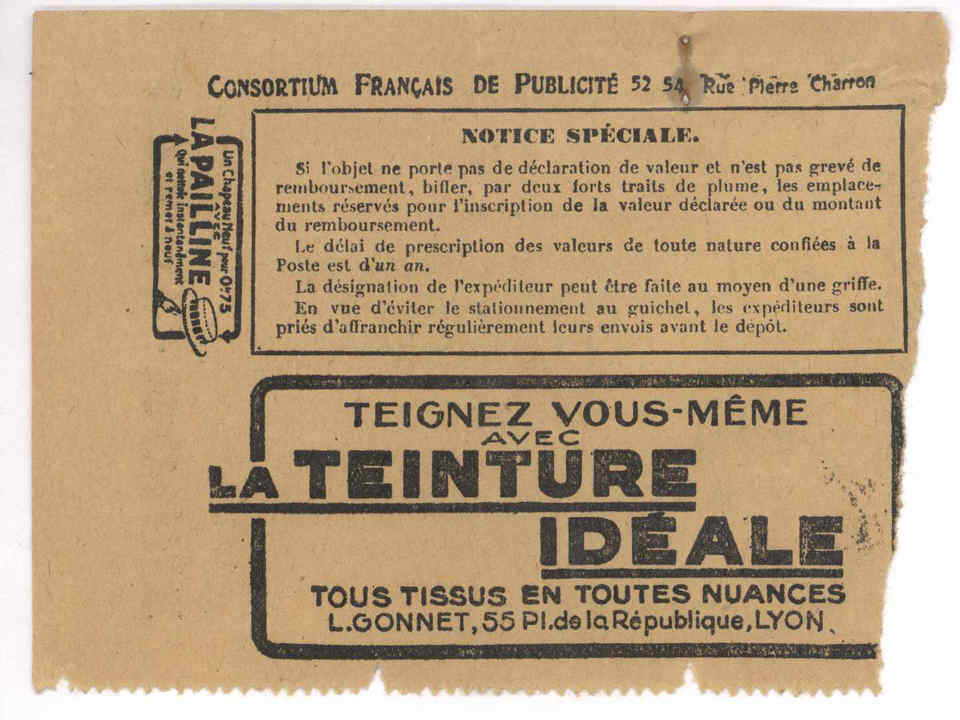 CONSORTIUM FRANÇAIS DE PUBLICITÉ 52 54 Rue Pierre Charron
Un Chapeau Neuf pour 0f75
AVEC
LA PAILLINE
Qui nettoie instantanément
et remet à neuf
NOTICE SPÉCIALE.
Si l'objet ne porte pas de déclaration de valeur et n'est pas grevé de
remboursement, biffer, par deux forts traits de plume, les emplace-
ments réservés pour l'inscription de la valeur déclarée ou du montant
du remboursement.
Le délai de prescription des valeurs de toute nature confiées à la
Poste est d'un an.
La désignation de l'expéditeur peut être faite au moyen d'une griffe.
En vue d'éviter le stationnement au guichet, les expéditeurs sont
priés d'affranchir régulièrement leurs envois avant le dépôt.
TEIGNEZ VOUS-MÊME
AVEC
LA TEINTURE
IDÉALE
TOUS TISSUS EN TOUTES NUANCES
L.GONNET, 55 Pl. de la République, LYON.